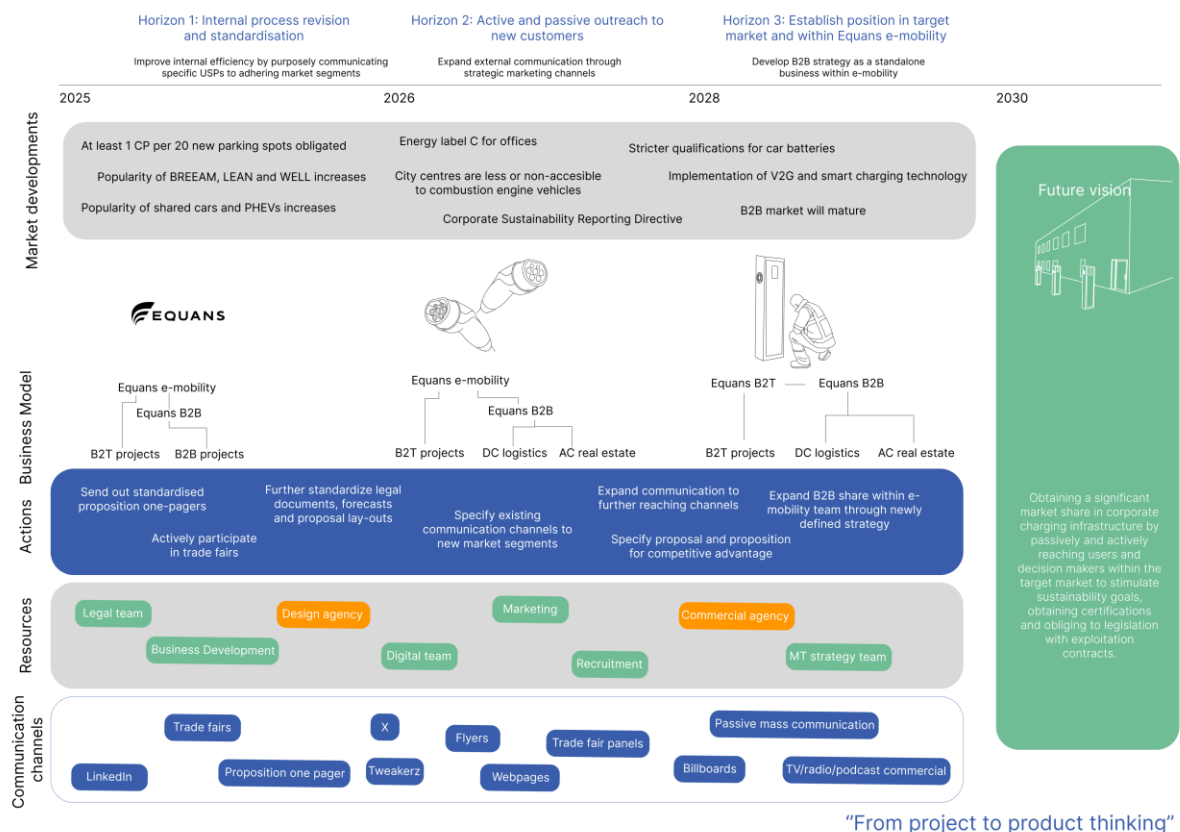 Horizon 1: Internal process revision
and standardisation
Improve internal efficiency by purposely communicating
specific USPs to adhering market segments
Horizon 2: Active and passive outreach to
new customers
Expand external communication through
strategic marketing channels
Horizon 3: Establish position in target
market and within Equans e-mobility
Develop B2B strategy as a standalone
business within e-mobility
2025
2026
2028
2030
Market developments
At least 1 CP per 20 new parking spots obligated
Popularity of BREEAM, LEAN and WELL increases
Popularity of shared cars and PHEVs increases
Energy label C for offices
City centres are less or non-accesible
to combustion engine vehicles
Corporate Sustainability Reporting Directive
Stricter qualifications for car batteries
Implementation of V2G and smart charging technology
B2B market will mature
Future vision
EQUANS
Business Model
Equans e-mobility
Equans B2B
B2T projects
B2B projects
Equans e-mobility
Equans B2B
B2T projects
DC logistics
AC real estate
Equans B2T
Equans B2B
B2T projects
DC logistics
AC real estate
Actions
Send out standardised
proposition one-pagers
Actively participate
in trade fairs
Further standardize legal
documents, forecasts
and proposal lay-outs
Specify existing
communication channels to
new market segments
Expand communication to
further reaching channels
Specify proposal and proposition
for competitive advantage
Expand B2B share within e-
mobility team through newly
defined strategy
Obtaining a significant
market share in corporate
charging infrastructure by
passively and actively
reaching users and
decision makers within the
target market to stimulate
sustainability goals,
obtaining certifications
and obliging to legislation
with exploitation
contracts.
Resources
Legal team
Business Development
Design agency
Digital team
Marketing
Recruitment
Commercial agency
MT strategy team
Communication
channels
LinkedIn
Trade fairs
Proposition one pager
X
Tweakerz
Flyers
Webpages
Trade fair panels
Billboards
Passive mass communication
TV/radio/podcast commercial
"From project to product thinking"